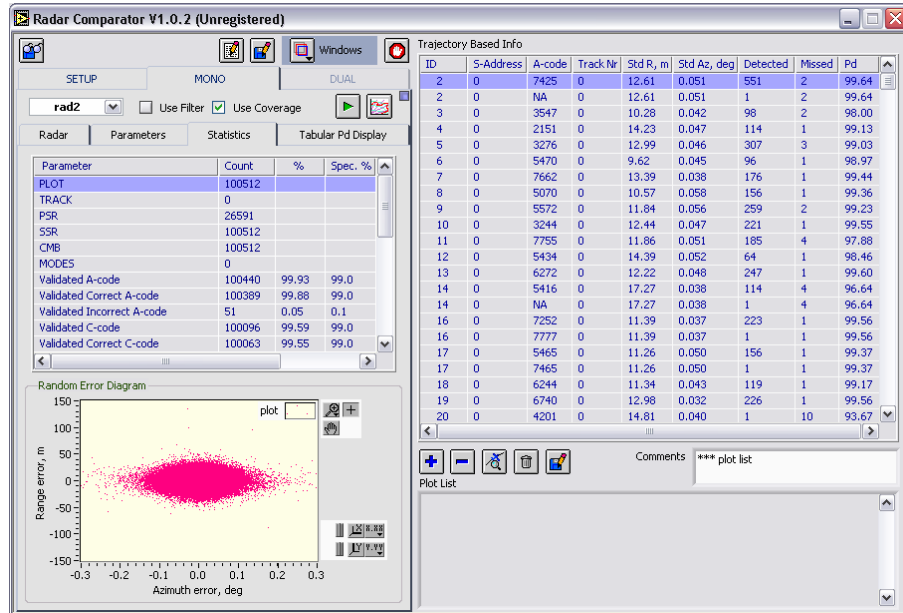 Radar Comparator V1.0.2 (Unregistered)
Windows
SETUP MONO DUAL
rad2 Use Filter Use Coverage
Radar Parameters Statistics Tabular Pd Display
Parameter Count % Spec. %
PLOT 100512
TRACK 0
PSR 26591
SSR 100512
CMB 100512
MODES 0
Validated A-code 100440 99.93 99.0
Validated Correct A-code 100389 99.88 99.0
Validated Incorrect A-code 51 0.05 0.1
Validated C-code 100096 99.59 99.0
Validated Correct C-code 100063 99.55 99.0
Random Error Diagram
plot
150
100
50
0
-50
-100
-150
Range error, m
-0.3 -0.2 -0.1 0.0 0.1 0.2 0.3
Azimuth error, deg
X X.XX
Y Y.YY
Trajectory Based Info
ID S-Address A-code Track Nr Std R, m Std Az, deg Detected Missed Pd
2 0 7425 0 12.61 0.051 551 2 99.64
2 0 NA 0 12.61 0.051 1 2 99.64
3 0 3547 0 10.28 0.042 98 2 98.00
4 0 2151 0 14.23 0.047 114 1 99.13
5 0 3276 0 12.99 0.046 307 3 99.03
6 0 5470 0 9.62 0.045 96 1 98.97
7 0 7662 0 13.39 0.038 176 1 99.44
8 0 5070 0 10.57 0.058 156 1 99.36
9 0 5572 0 11.84 0.056 259 2 99.23
10 0 3244 0 12.44 0.047 221 1 99.55
11 0 7755 0 11.86 0.051 185 4 97.88
12 0 5434 0 14.39 0.052 64 1 98.46
13 0 6272 0 12.22 0.048 247 1 99.60
14 0 5416 0 17.27 0.038 114 4 96.64
14 0 NA 0 17.27 0.038 1 4 96.64
16 0 7252 0 11.39 0.037 223 1 99.56
16 0 7777 0 11.39 0.037 1 1 99.56
17 0 5465 0 11.26 0.050 156 1 99.37
17 0 7465 0 11.26 0.050 1 1 99.37
18 0 6244 0 11.34 0.043 119 1 99.17
19 0 6740 0 12.98 0.032 226 1 99.56
20 0 4201 0 14.81 0.040 1 10 93.67
Comments *** plot list
Plot List